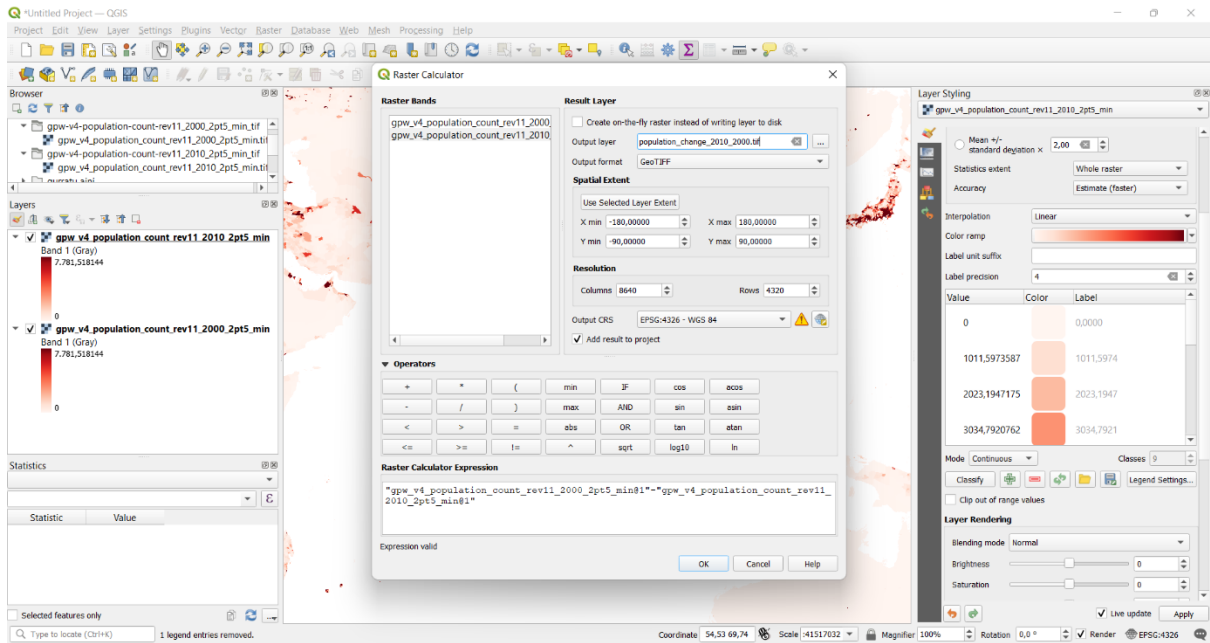 *Untitled Project — QGIS
Project Edit View Layer Settings Plugins Vector Raster Database Web Mesh Processing Help
Browser
gpw-v4-population-count-rev11_2000_2pt5_min_tif
gpw_v4_population_count_rev11_2000_2pt5_min.tif
gpw-v4-population-count-rev11_2010_2pt5_min_tif
gpw_v4_population_count_rev11_2010_2pt5_min.tif
qurratu aini
Layers
gpw_v4_population_count_rev11_2010_2pt5_min
Band 1 (Gray)
7.781,518144
0
gpw_v4_population_count_rev11_2000_2pt5_min
Band 1 (Gray)
7.781,518144
0
Statistics
ε
Statistic Value
Selected features only
Raster Calculator
Raster Bands
gpw_v4_population_count_rev11_2000
gpw_v4_population_count_rev11_2010
Result Layer
Create on-the-fly raster instead of writing layer to disk
Output layer population_change_2010_2000.tif ...
Output format GeoTIFF
Spatial Extent
Use Selected Layer Extent
X min -180,00000 X max 180,00000
Y min -90,00000 Y max 90,00000
Resolution
Columns 8640 Rows 4320
Output CRS EPSG:4326 - WGS 84
Add result to project
Operators
+ * ( min IF cos acos
- / ) max AND sin asin
< > = abs OR tan atan
<= >= != ^ sqrt log10 ln
Raster Calculator Expression
"gpw_v4_population_count_rev11_2000_2pt5_min@1"-"gpw_v4_population_count_rev11_
2010_2pt5_min@1"
Expression valid
OK Cancel Help
Layer Styling
gpw_v4_population_count_rev11_2010_2pt5_min
Mean +/-
standard deviation × 2,00
Statistics extent Whole raster
Accuracy Estimate (faster)
Interpolation Linear
Color ramp
Label unit suffix
Label precision 4
Value Color Label
0 0,0000
1011,5973587 1011,5974
2023,1947175 2023,1947
3034,7920762 3034,7921
Mode Continuous Classes 9
Classify Legend Settings...
Clip out of range values
Layer Rendering
Blending mode Normal
Brightness 0
Saturation 0
Live update Apply
Type to locate (Ctrl+K) 1 legend entries removed. Coordinate 54,53 69,74 Scale :41517032 Magnifier 100% Rotation 0,0 ° Render EPSG:4326